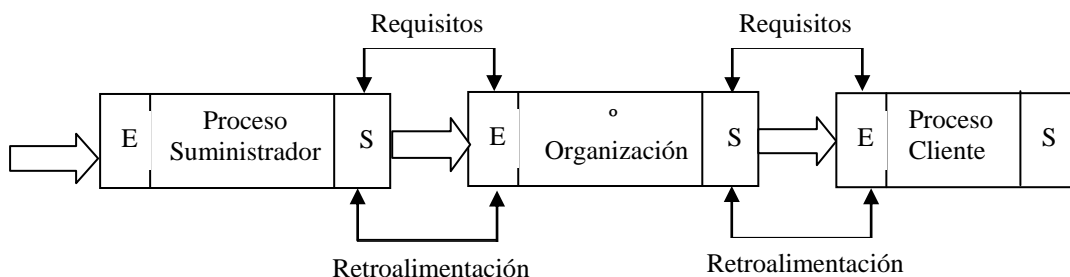 Requisitos
Requisitos
E
Proceso
Suministrador
S
E
º
Organización
S
E
Proceso
Cliente
S
Retroalimentación
Retroalimentación